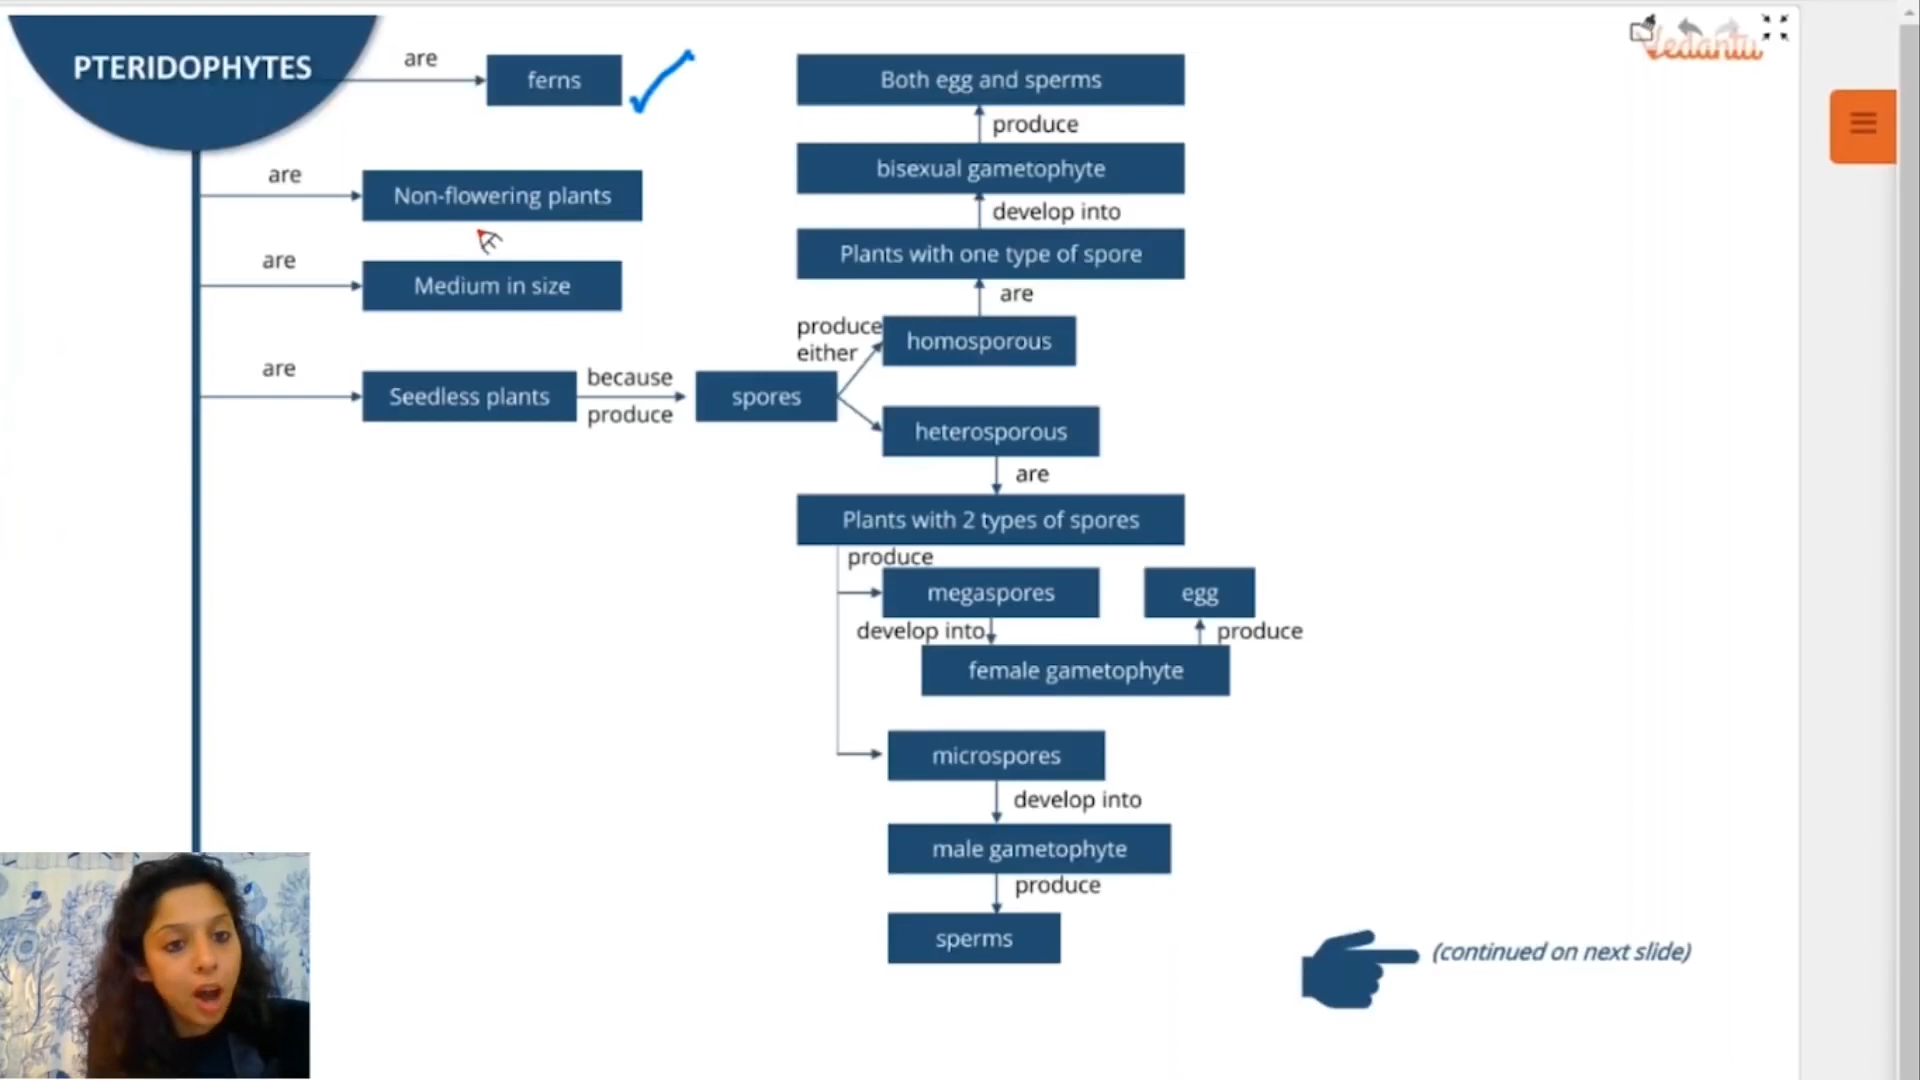 PTERIDOPHYTES
are
ferns
are
Non-flowering plants
are
Medium in size
are
Seedless plants
because
produce
spores
produce
either
homosporous
are
Plants with one type of spore
develop into
bisexual gametophyte
produce
Both egg and sperms
heterosporous
are
Plants with 2 types of spores
produce
megaspores
develop into
female gametophyte
produce
egg
microspores
develop into
male gametophyte
produce
sperms
(continued on next slide)
Vedantu